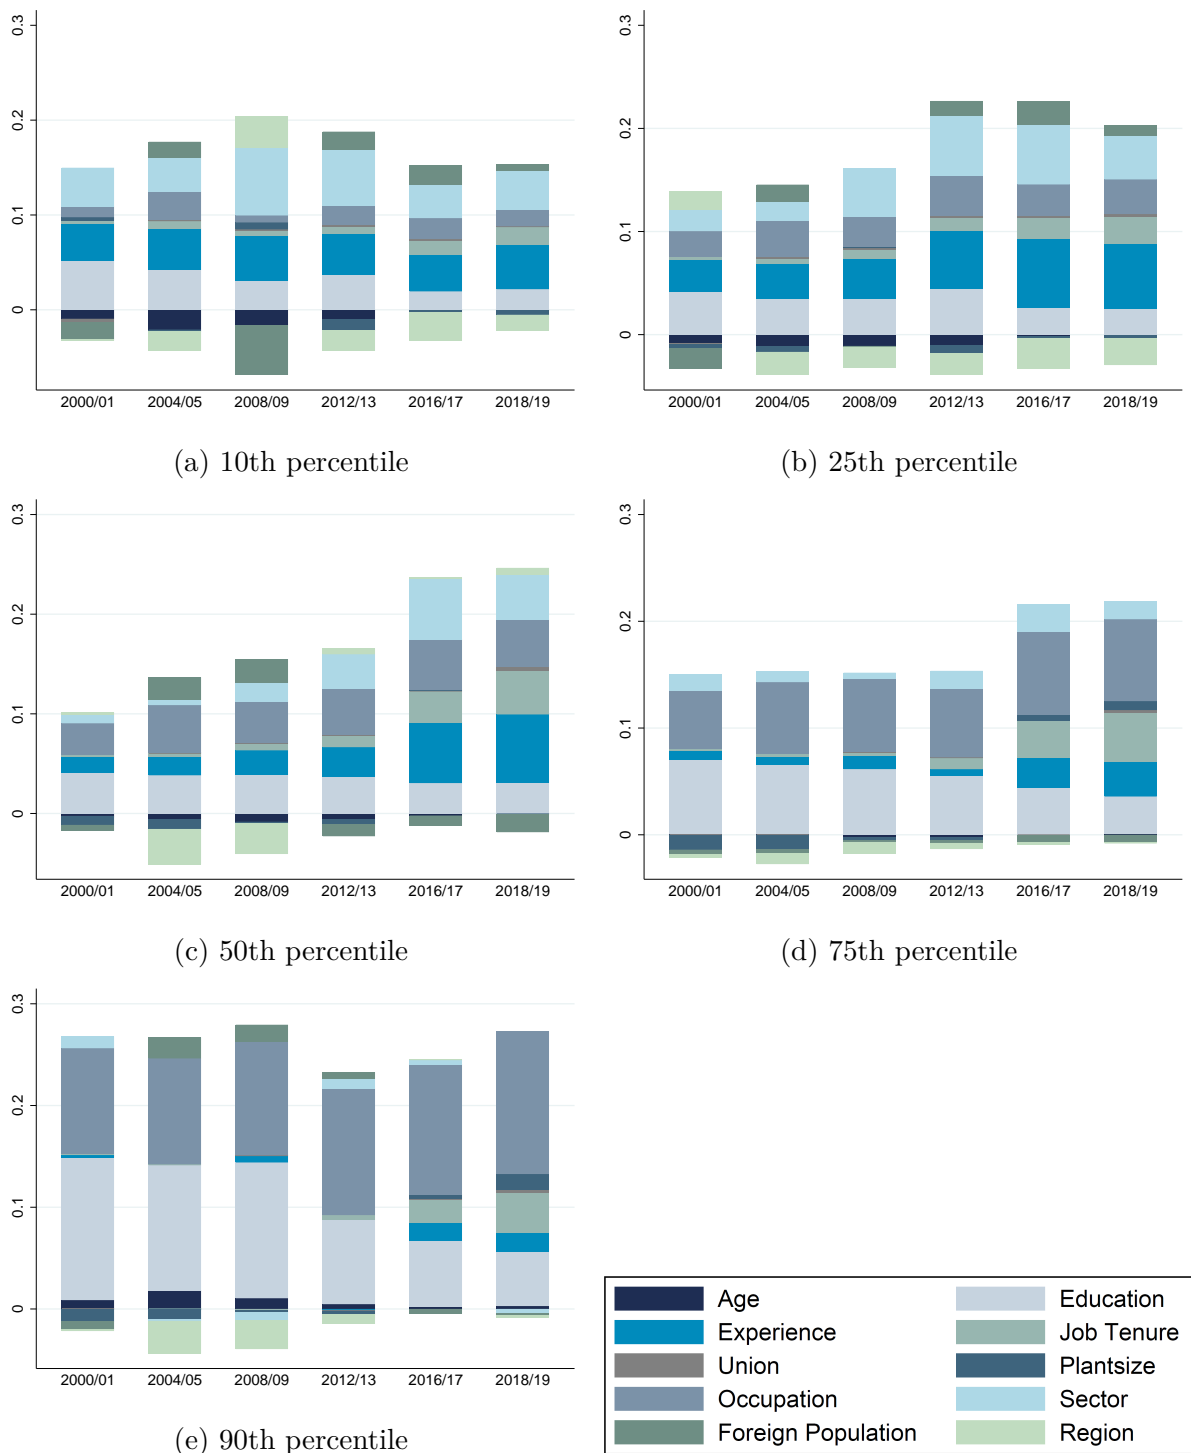 0.3
0.2
0.1
0
2000/01 2004/05 2008/09 2012/13 2016/17 2018/19
(a) 10th percentile
0.3
0.2
0.1
0
2000/01 2004/05 2008/09 2012/13 2016/17 2018/19
(b) 25th percentile
0.3
0.2
0.1
0
2000/01 2004/05 2008/09 2012/13 2016/17 2018/19
(c) 50th percentile
0.3
0.2
0.1
0
2000/01 2004/05 2008/09 2012/13 2016/17 2018/19
(d) 75th percentile
0.3
0.2
0.1
0
2000/01 2004/05 2008/09 2012/13 2016/17 2018/19
(e) 90th percentile
Age Education
Experience Job Tenure
Union Plantsize
Occupation Sector
Foreign Population Region